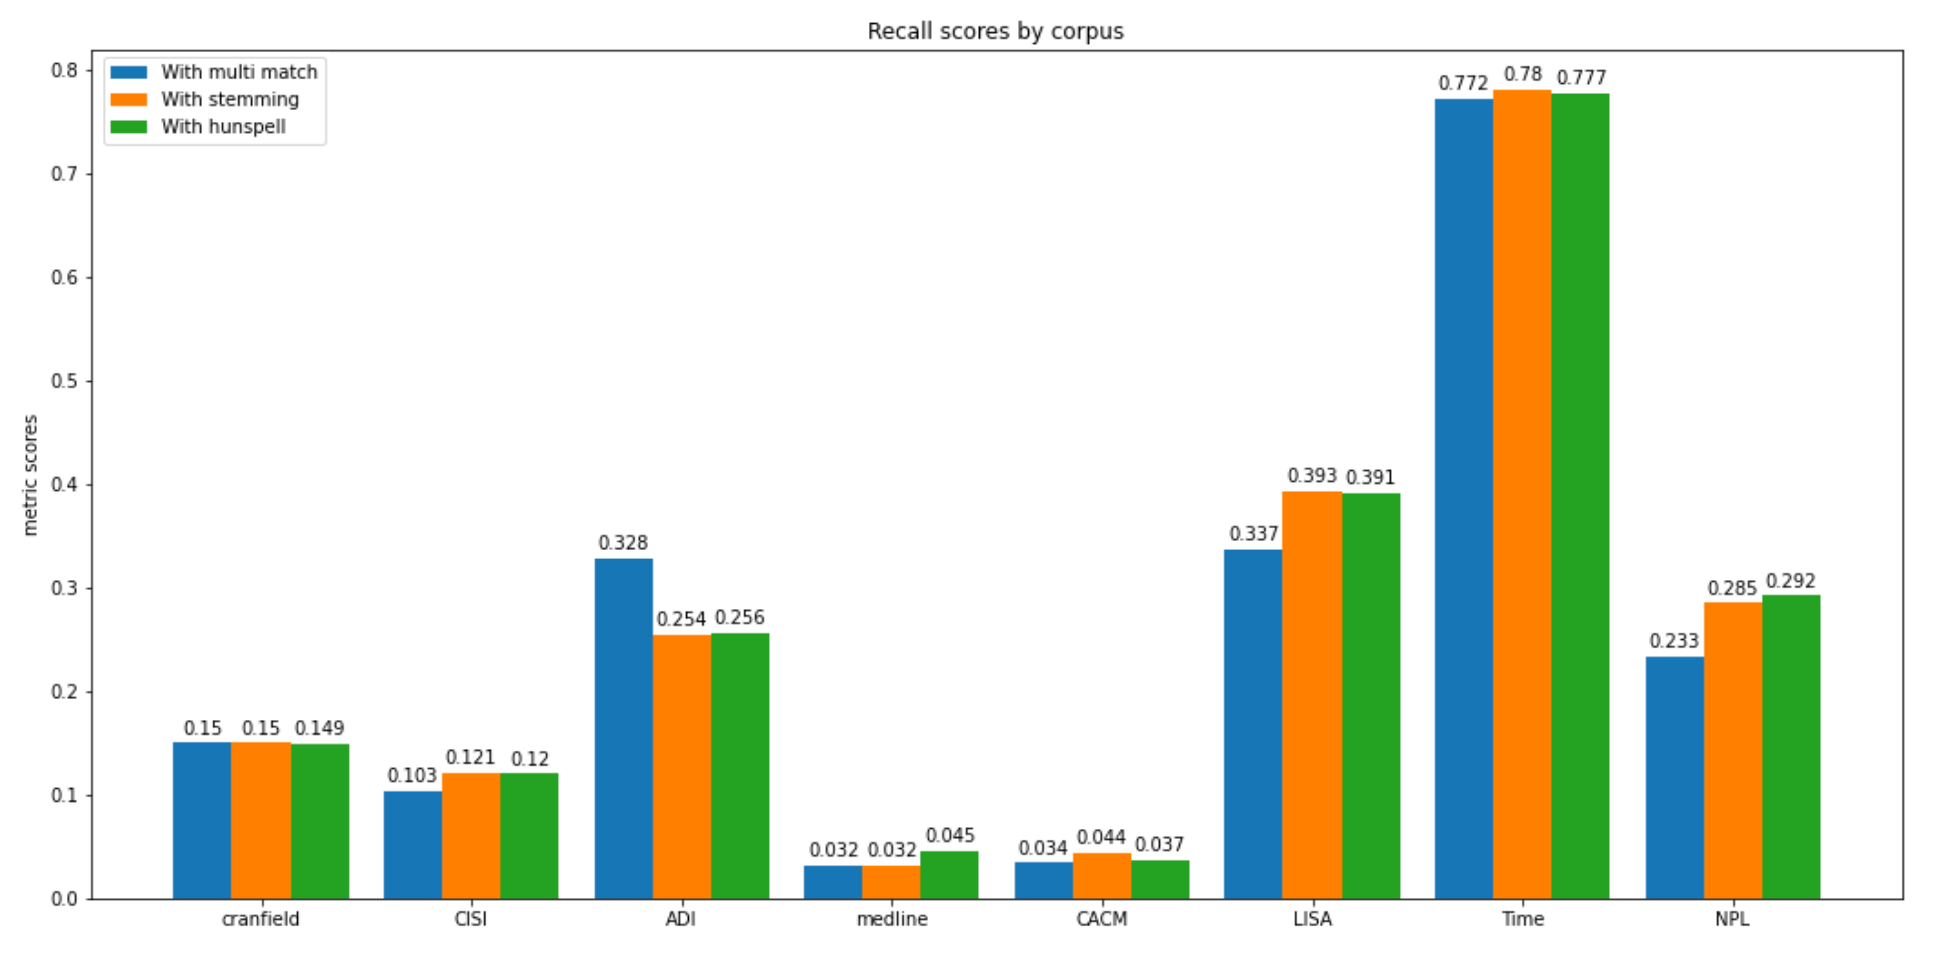 Recall scores by corpus
With multi match
With stemming
With hunspell
metric scores
0.8
0.7
0.6
0.5
0.4
0.3
0.2
0.1
0.0
0.15 0.15 0.149
0.103 0.121 0.12
0.328 0.254 0.256
0.032 0.032 0.045
0.034 0.044 0.037
0.337 0.393 0.391
0.772 0.78 0.777
0.233 0.285 0.292
cranfield CISI ADI medline CACM LISA Time NPL